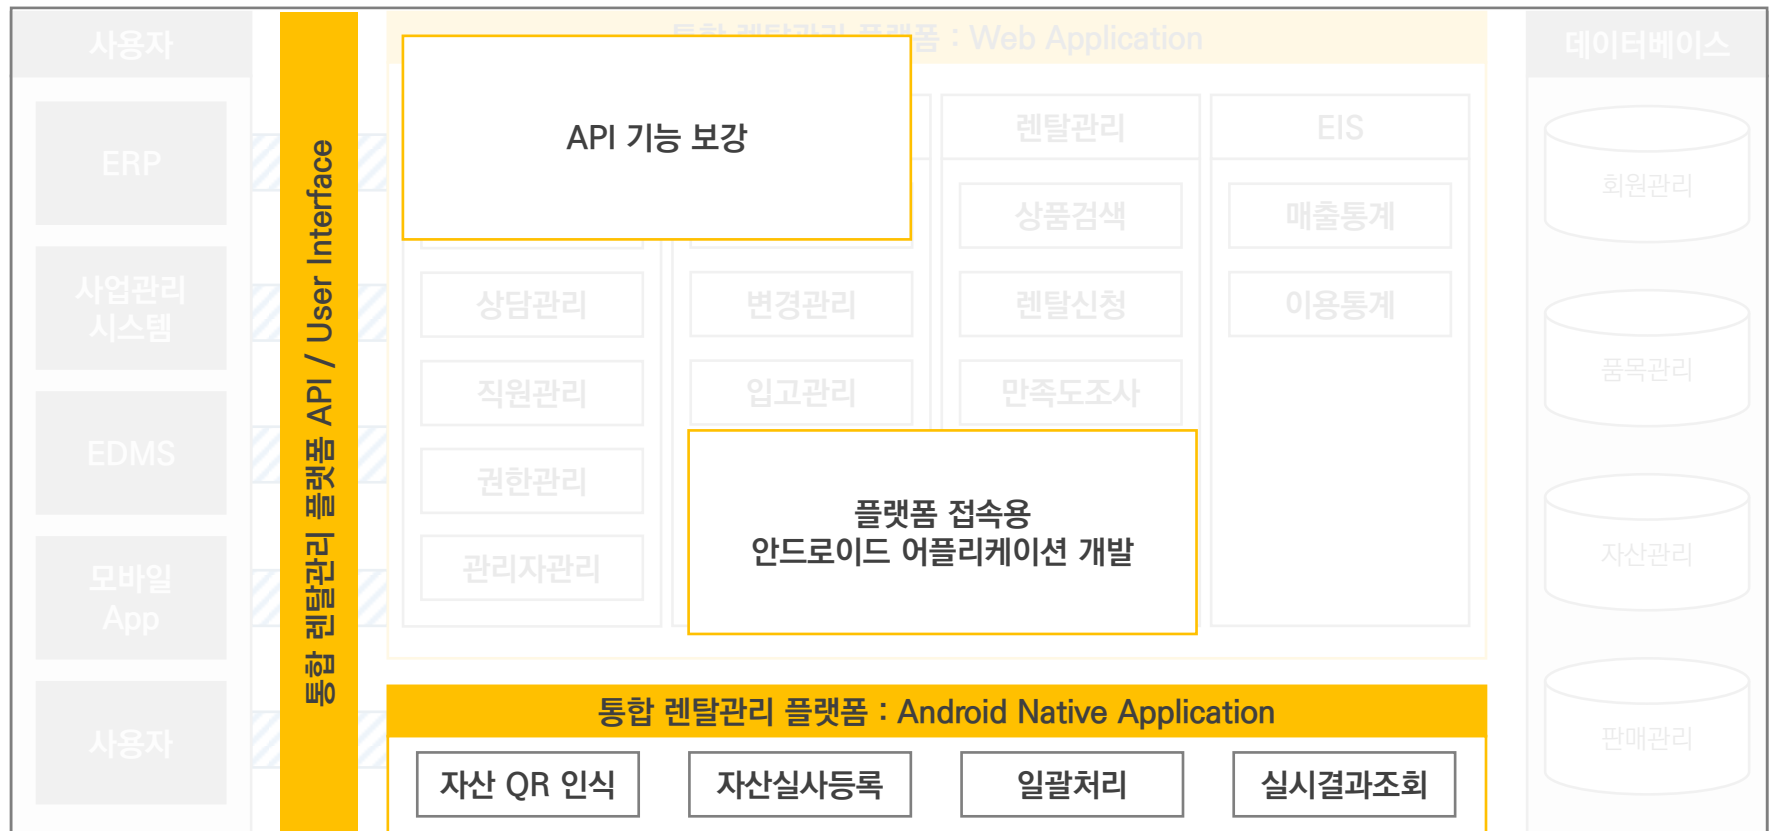 사용자
ERP
사업관리
시스템
EDMS
모바일
App
사용자
통합 렌탈관리 플랫폼 API / User Interface
통합 렌탈관리 플랫폼 : Web Application
API 기능 보강
렌탈관리
EIS
상품검색
매출통계
상담관리
변경관리
렌탈신청
이용통계
직원관리
입고관리
만족도조사
권한관리
관리자관리
플랫폼 접속용
안드로이드 어플리케이션 개발
통합 렌탈관리 플랫폼 : Android Native Application
자산 QR 인식
자산실사등록
일괄처리
실시결과조회
데이터베이스
회원관리
품목관리
자산관리
판매관리